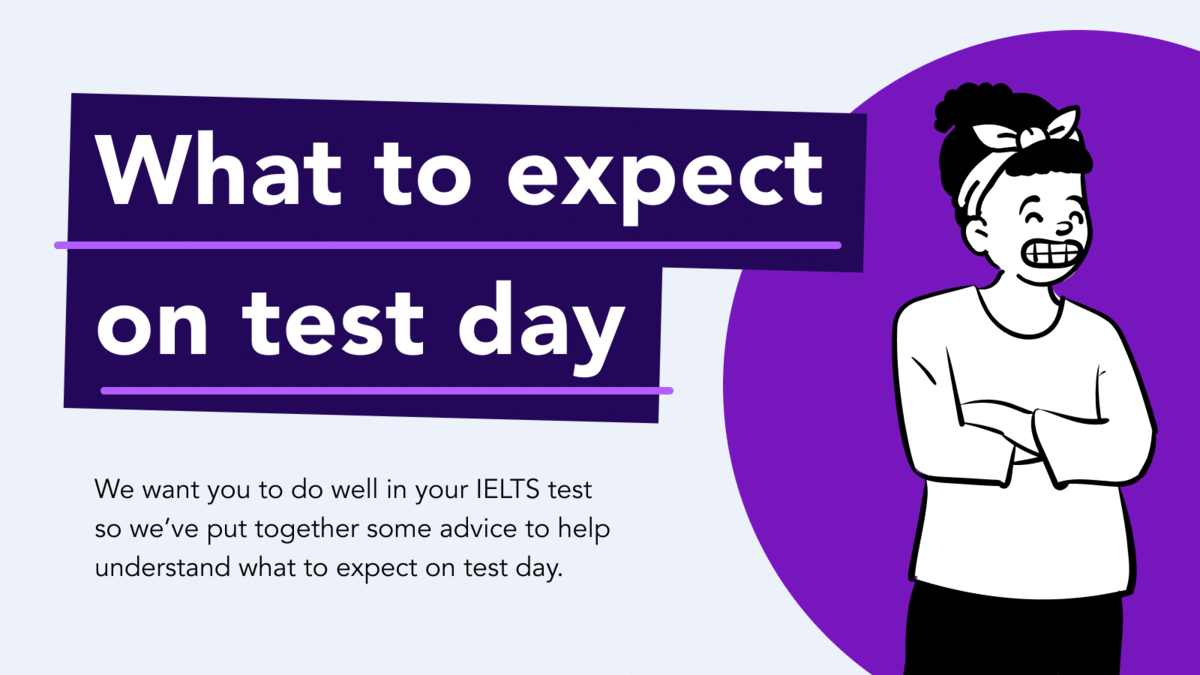 What to expect
on test day
We want you to do well in your IELTS test
so we’ve put together some advice to help
understand what to expect on test day.